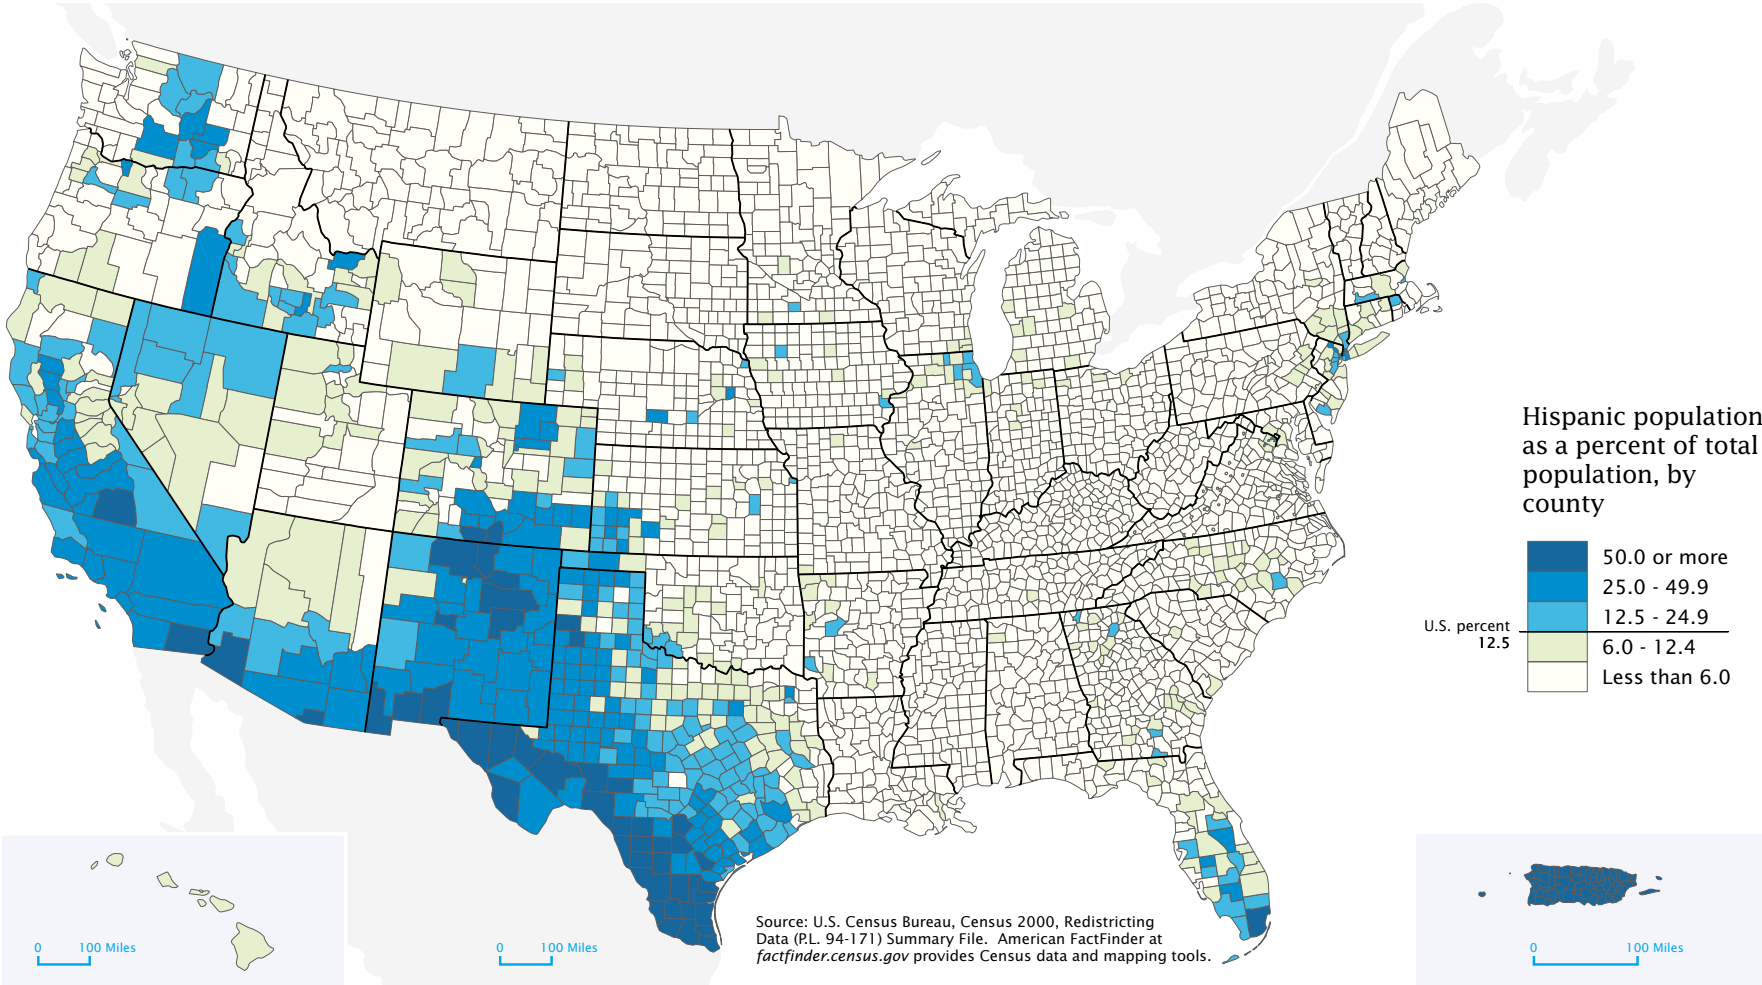 Hispanic population
as a percent of total
population, by
county
50.0 or more
25.0 - 49.9
12.5 - 24.9
U.S. percent
12.5
6.0 - 12.4
Less than 6.0
Source: U.S. Census Bureau, Census 2000, Redistricting
Data (P.L. 94-171) Summary File.  American FactFinder at
factfinder.census.gov provides Census data and mapping tools.
0 100 Miles
0 100 Miles
0 100 Miles